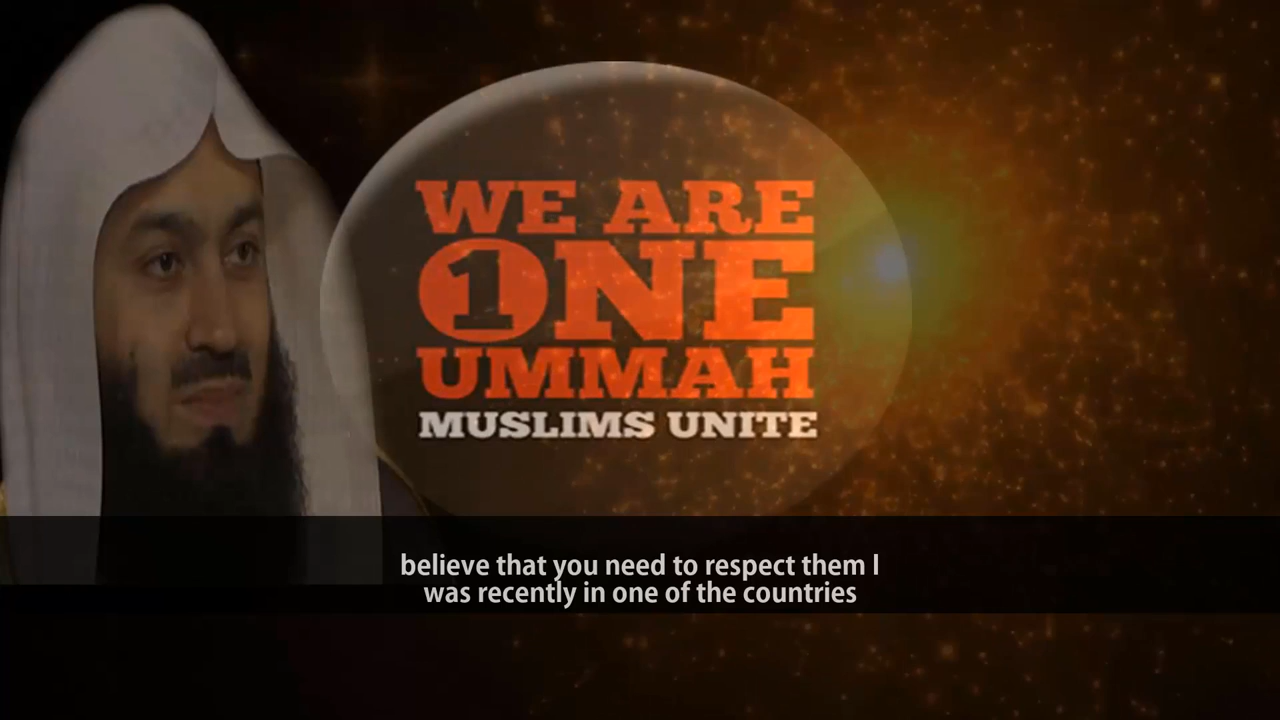 WE ARE
1NE
UMMAH
MUSLIMS UNITE
believe that you need to respect them I
was recently in one of the countries